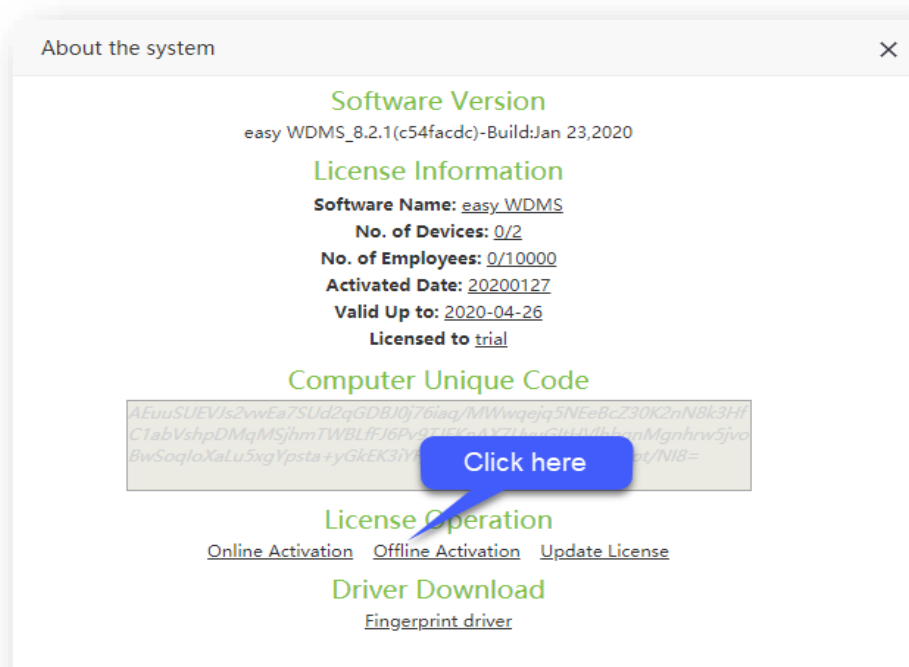 About the system
Software Version
easy WDMS_8.2.1(c54facdc)-Build:Jan 23,2020
License Information
Software Name: easy WDMS
No. of Devices: 0/2
No. of Employees: 0/10000
Activated Date: 20200127
Valid Up to: 2020-04-26
Licensed to trial
Computer Unique Code
Click here
License Operation
Online Activation Offline Activation Update License
Driver Download
Fingerprint driver